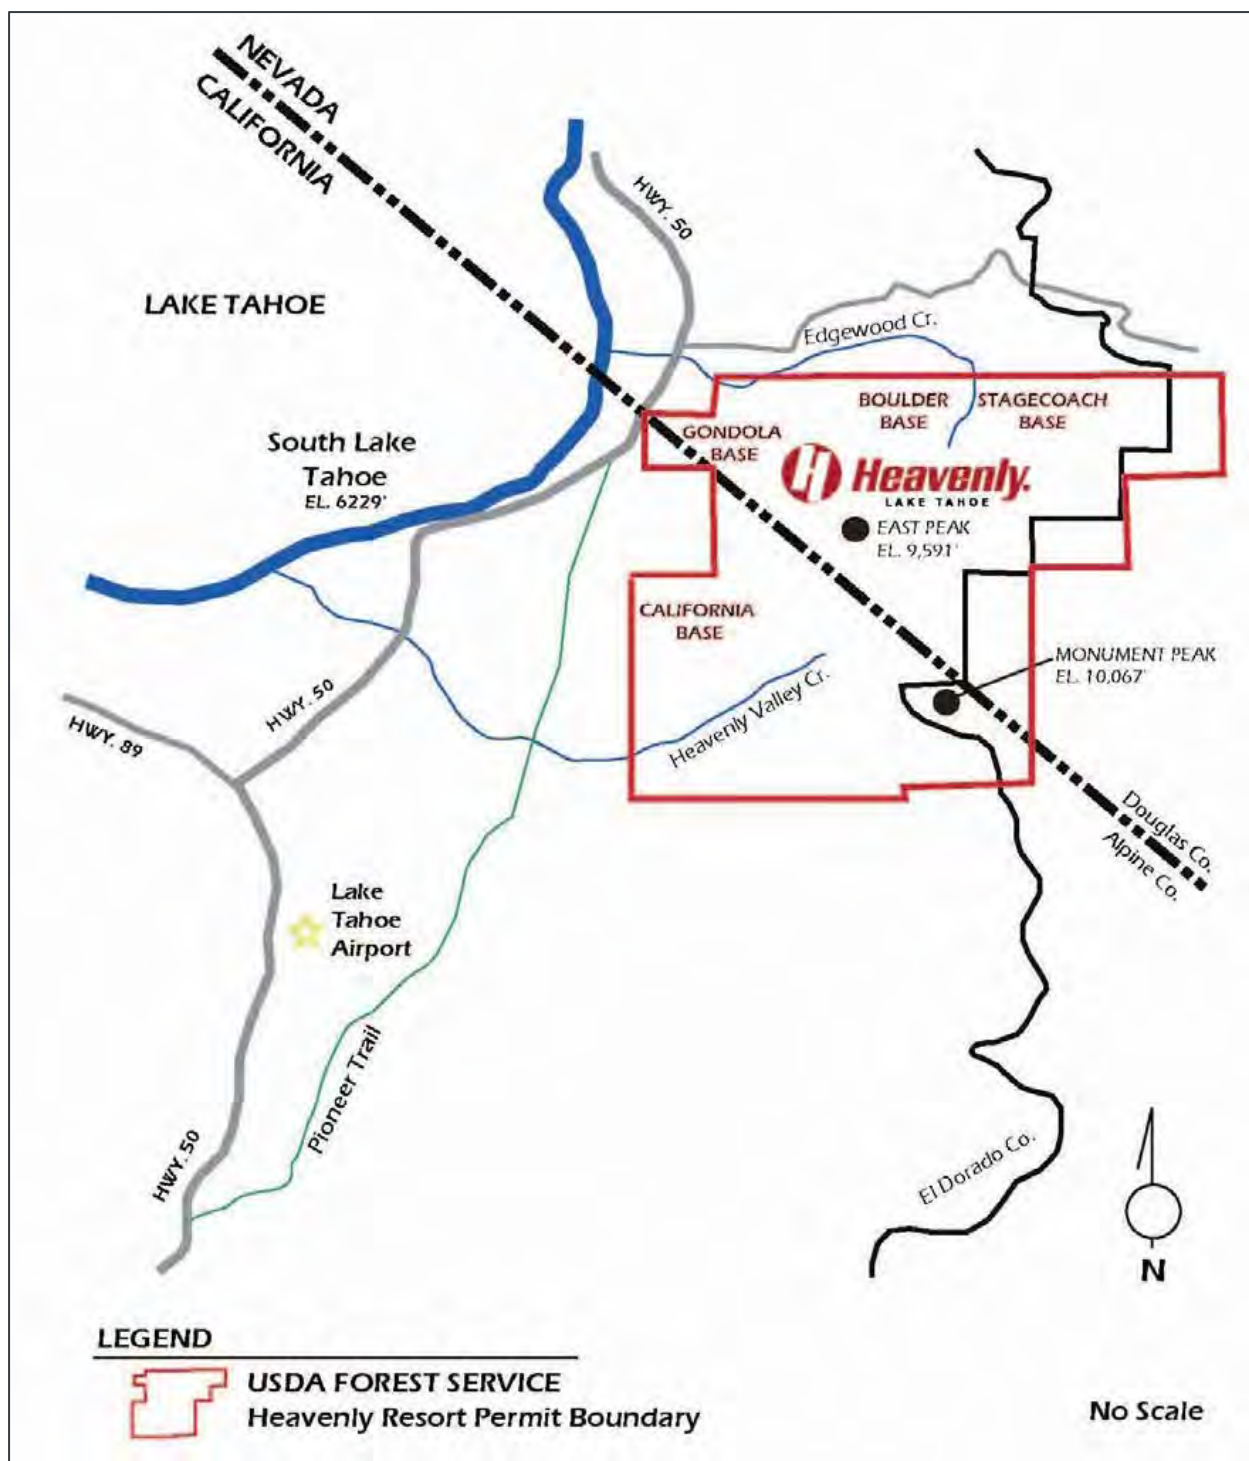 NEVADA
CALIFORNIA
HWY. 50
LAKE TAHOE
Edgewood Cr.
BOULDER
BASE
STAGECOACH
BASE
GONDOLA
BASE
South Lake
Tahoe
EL. 6229'
H Heavenly.
LAKE TAHOE
EAST PEAK
EL. 9,591'
CALIFORNIA
BASE
MONUMENT PEAK
EL. 10,067'
HWY. 50
HWY. 89
Heavenly Valley Cr.
Douglas Co.
Alpine Co.
Lake
Tahoe
Airport
Pioneer Trail
HWY. 50
El Dorado Co.
N
LEGEND
USDA FOREST SERVICE
Heavenly Resort Permit Boundary
No Scale